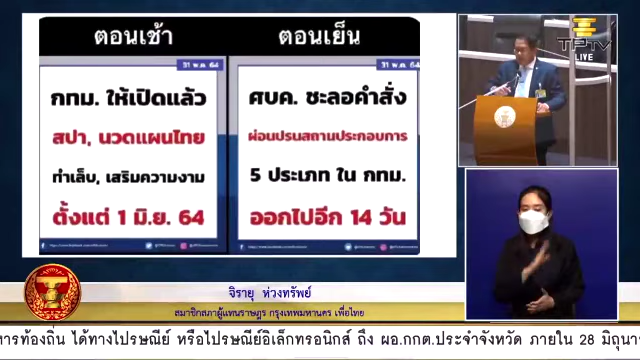 ตอนเช้า
31 พ.ค. 64
กทม. ให้เปิดแล้ว
สปา, นวดแผนไทย
ทำเล็บ, เสริมความงาม
ตั้งแต่ 1 มิ.ย. 64
ตอนเย็น
31 พ.ค. 64
ศบค. ชะลอคำสั่ง
ผ่อนปรนสถานประกอบการ
5 ประเภท ใน กทม.
ออกไปอีก 14 วัน
TPTV
LIVE
จิรายุ ห่วงทรัพย์
สมาชิกสภาผู้แทนราษฎร กรุงเทพมหานคร เพื่อไทย
หารท้องถิ่น ได้ทางไปรษณีย์ หรือไปรษณีย์อิเล็กทรอนิกส์ ถึง ผอ.กกต.ประจำจังหวัด ภายใน 28 มิถุน